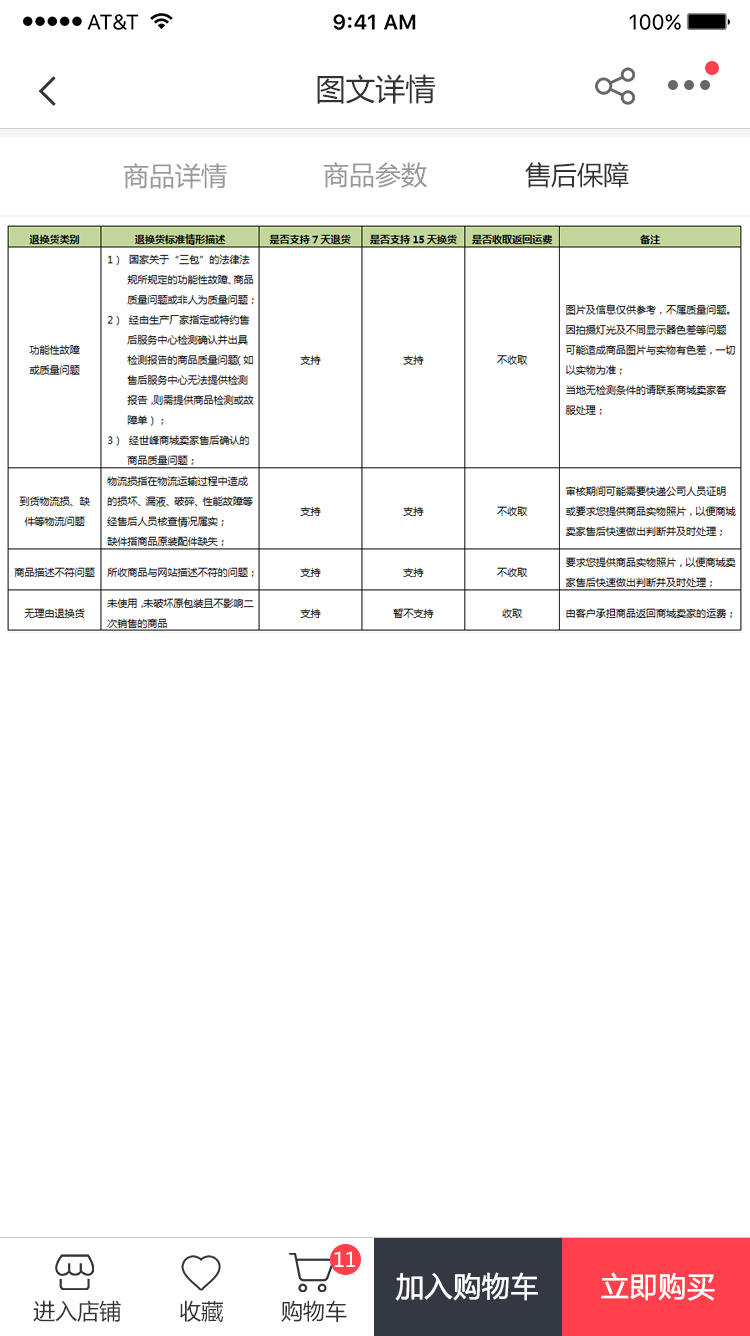 AT&T 9:41 AM 100%
图文详情
商品详情 商品参数 售后保障
退换货类别 退换货标准情形描述 是否支持 7 天退货 是否支持 15 天换货 是否收取返回运费 备注
功能性故障
或质量问题
1） 国家关于“三包”的法律法
规所规定的功能性故障、商品
质量问题或非人为质量问题；
2） 经由生产厂家指定或特约售
后服务中心检测确认并出具
检测报告的商品质量问题（如
售后服务中心无法提供检测
报告，则需提供商品检测或故
障单）；
3） 经世峰商城卖家售后确认的
商品质量问题；
支持
支持
不收取
图片及信息仅供参考，不属质量问题。
因拍摄灯光及不同显示器色差等问题
可能造成商品图片与实物有色差，一切
以实物为准；
当地无检测条件的请联系商城卖家客
服处理；
到货物流损、缺
件等物流问题
物流损指在物流运输过程中造成
的损坏、漏液、破碎、性能故障等
经售后人员核查情况属实；
缺件指商品原装配件缺失；
支持
支持
不收取
审核期间可能需要快递公司人员证明
或要求您提供商品实物照片，以便商城
卖家售后快速做出判断并及时处理；
商品描述不符问题
所收商品与网站描述不符的问题；
支持
支持
不收取
要求您提供商品实物照片，以便商城卖
家售后快速做出判断并及时处理；
无理由退换货
未使用，未破坏原包装且不影响二
次销售的商品
支持
暂不支持
收取
由客户承担商品返回商城卖家的运费；
11
进入店铺 收藏 购物车 加入购物车 立即购买